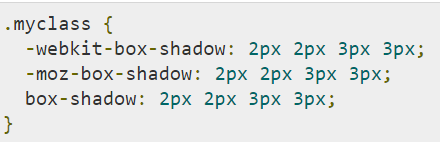 .myclass {
  -webkit-box-shadow: 2px 2px 3px 3px;
  -moz-box-shadow: 2px 2px 3px 3px;
  box-shadow: 2px 2px 3px 3px;
}